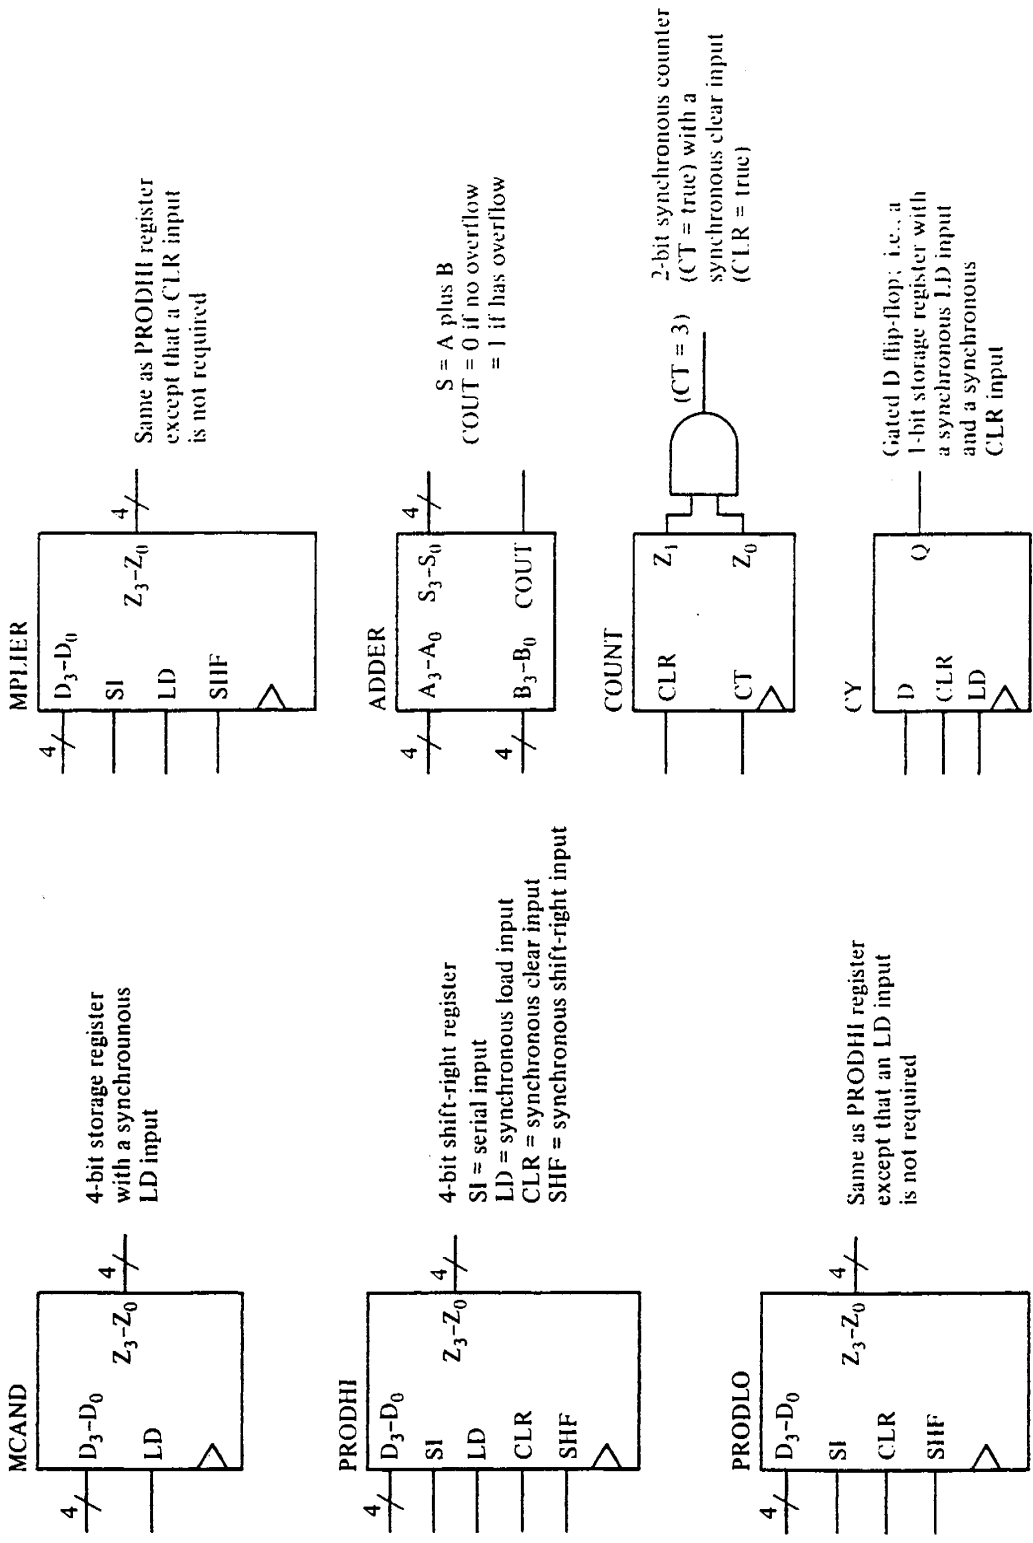 MCAND
4
D3-D0
LD
Z3-Z0
4
4-bit storage register
with a synchrounous
LD input
MPLIER
4
D3-D0
SI
LD
SHF
Z3-Z0
4
Same as PRODHI register
except that a CLR input
is not required
PRODHI
4
D3-D0
SI
LD
CLR
SHF
Z3-Z0
4
4-bit shift-right register
SI = serial input
LD = synchronous load input
CLR = synchronous clear input
SHF = synchronous shift-right input
ADDER
4
A3-A0
S3-S0
4
4
B3-B0
COUT
S = A plus B
COUT = 0 if no overflow
= 1 if has overflow
COUNT
CLR
CT
Z1
Z0
(CT = 3)
2-bit synchronous counter
(CT = true) with a
synchronous clear input
(CLR = true)
PRODLO
4
D3-D0
SI
CLR
SHF
Z3-Z0
4
Same as PRODHI register
except that an LD input
is not required
CY
D
CLR
LD
Q
Gated D flip-flop; i.e., a
1-bit storage register with
a synchronous LD input
and a synchronous
CLR input